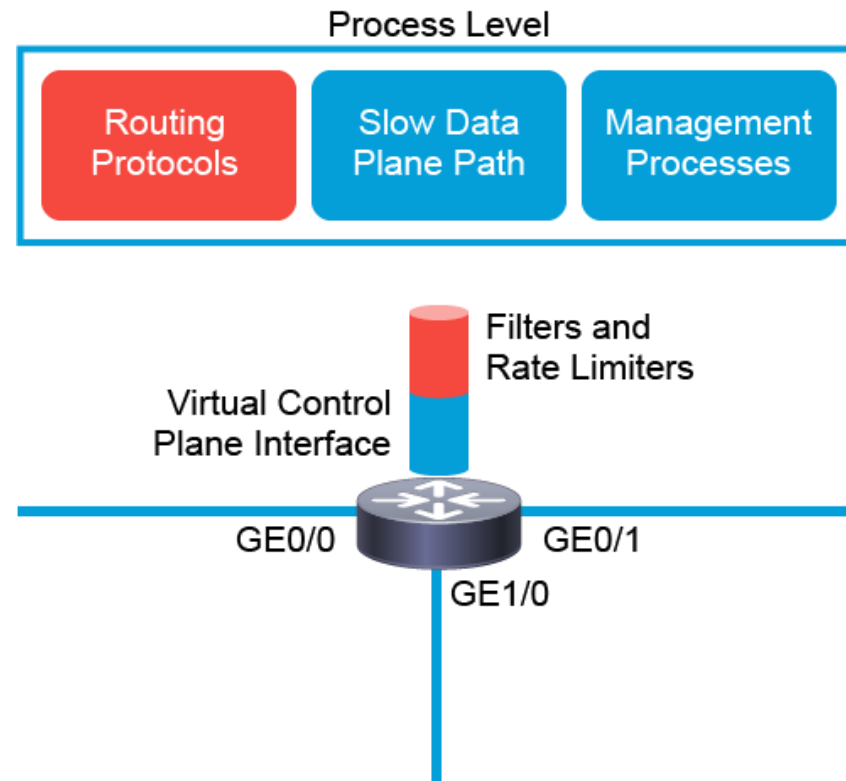 Process Level
Routing
Protocols
Slow Data
Plane Path
Management
Processes
Filters and
Rate Limiters
Virtual Control
Plane Interface
GE0/0
GE0/1
GE1/0